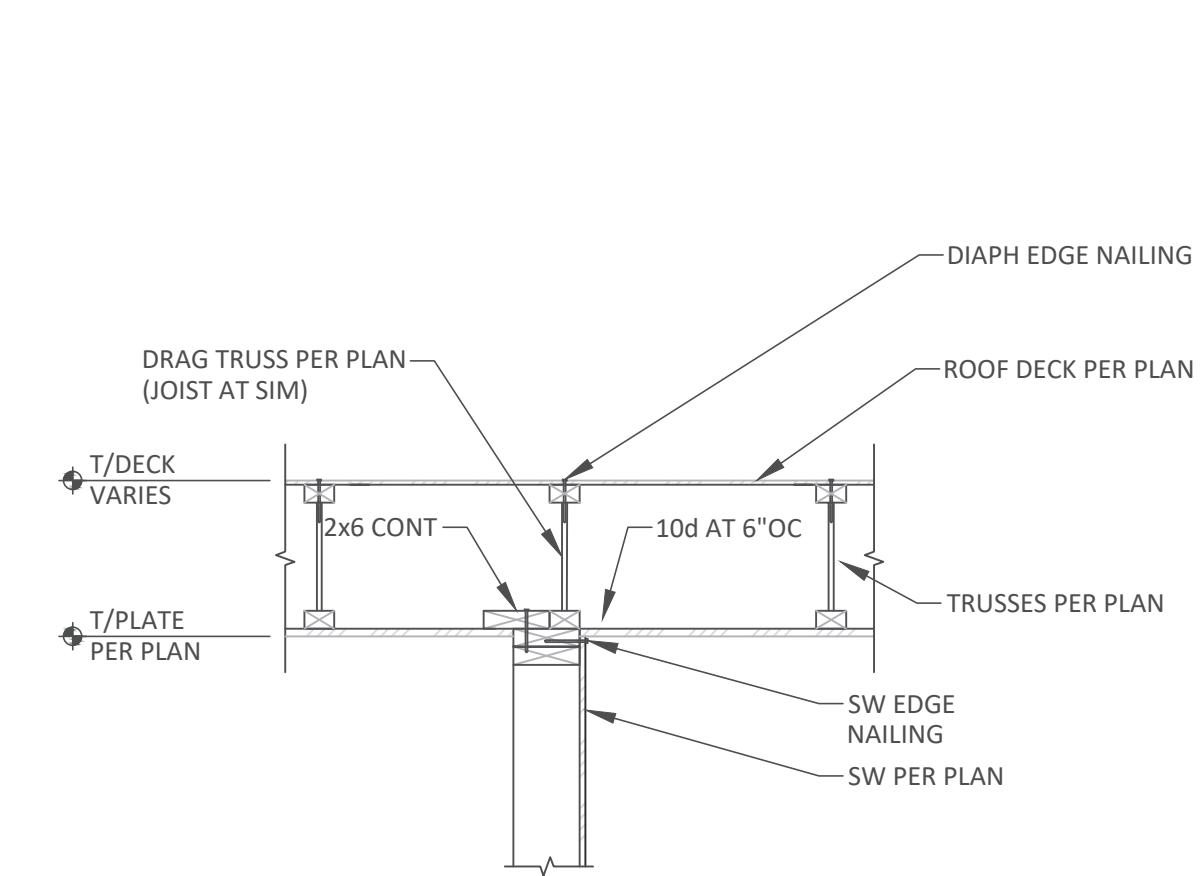 DIAPH EDGE NAILING
DRAG TRUSS PER PLAN
(JOIST AT SIM)
ROOF DECK PER PLAN
T/DECK
VARIES
2x6 CONT
10d AT 6"OC
TRUSSES PER PLAN
T/PLATE
PER PLAN
SW EDGE
NAILING
SW PER PLAN